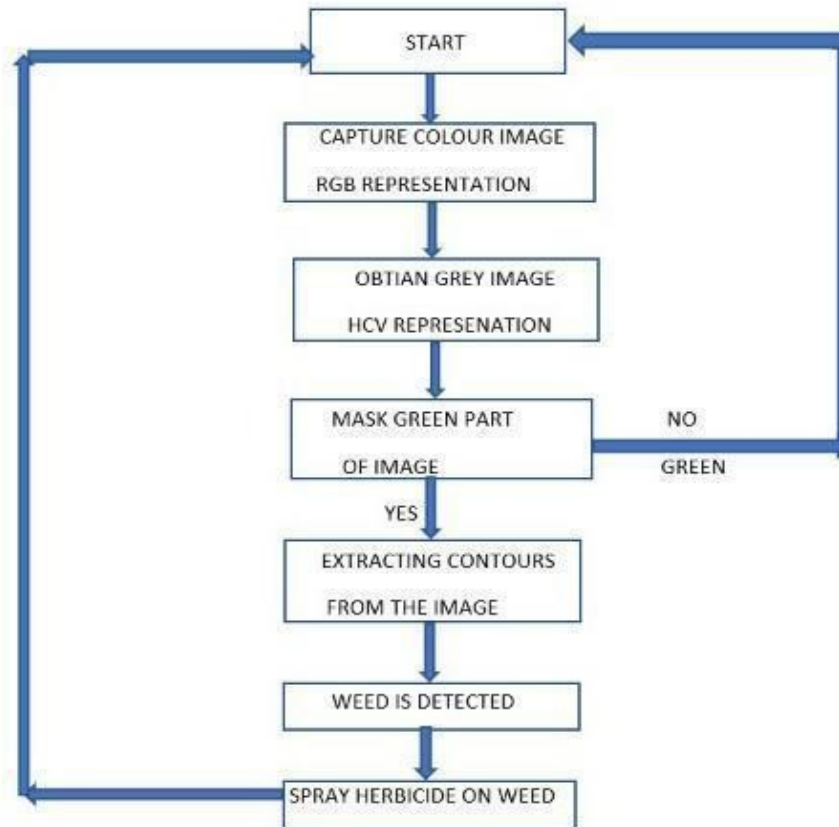 START
CAPTURE COLOUR IMAGE
RGB REPRESENTATION
OBTIAN GREY IMAGE
HCV REPRESENATION
MASK GREEN PART
OF IMAGE
NO
GREEN
YES
EXTRACTING CONTOURS
FROM THE IMAGE
WEED IS DETECTED
SPRAY HERBICIDE ON WEED